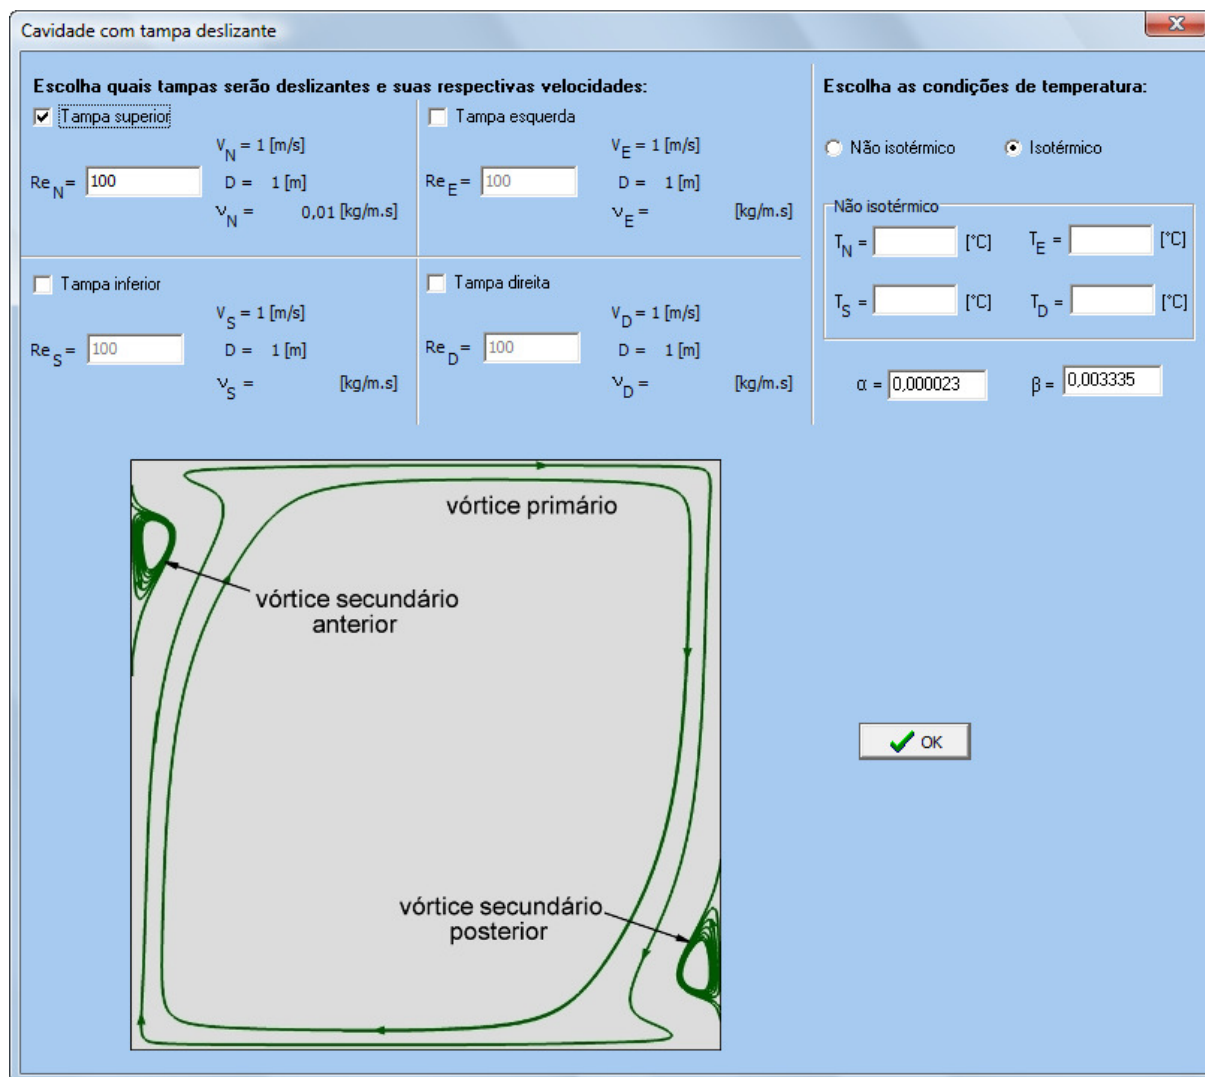 Cavidade com tampa deslizante
Escolha quais tampas serão deslizantes e suas respectivas velocidades:
Tampa superior
V_N = 1 [m/s]
Re_N = 100
D = 1 [m]
ν_N = 0,01 [kg/m.s]
Tampa esquerda
V_E = 1 [m/s]
Re_E = 100
D = 1 [m]
ν_E = [kg/m.s]
Tampa inferior
V_S = 1 [m/s]
Re_S = 100
D = 1 [m]
ν_S = [kg/m.s]
Tampa direita
V_D = 1 [m/s]
Re_D = 100
D = 1 [m]
ν_D = [kg/m.s]
Escolha as condições de temperatura:
Não isotérmico Isotérmico
Não isotérmico
T_N = [°C] T_E = [°C]
T_S = [°C] T_D = [°C]
α = 0,000023 β = 0,003335
vórtice primário
vórtice secundário
anterior
vórtice secundário
posterior
OK